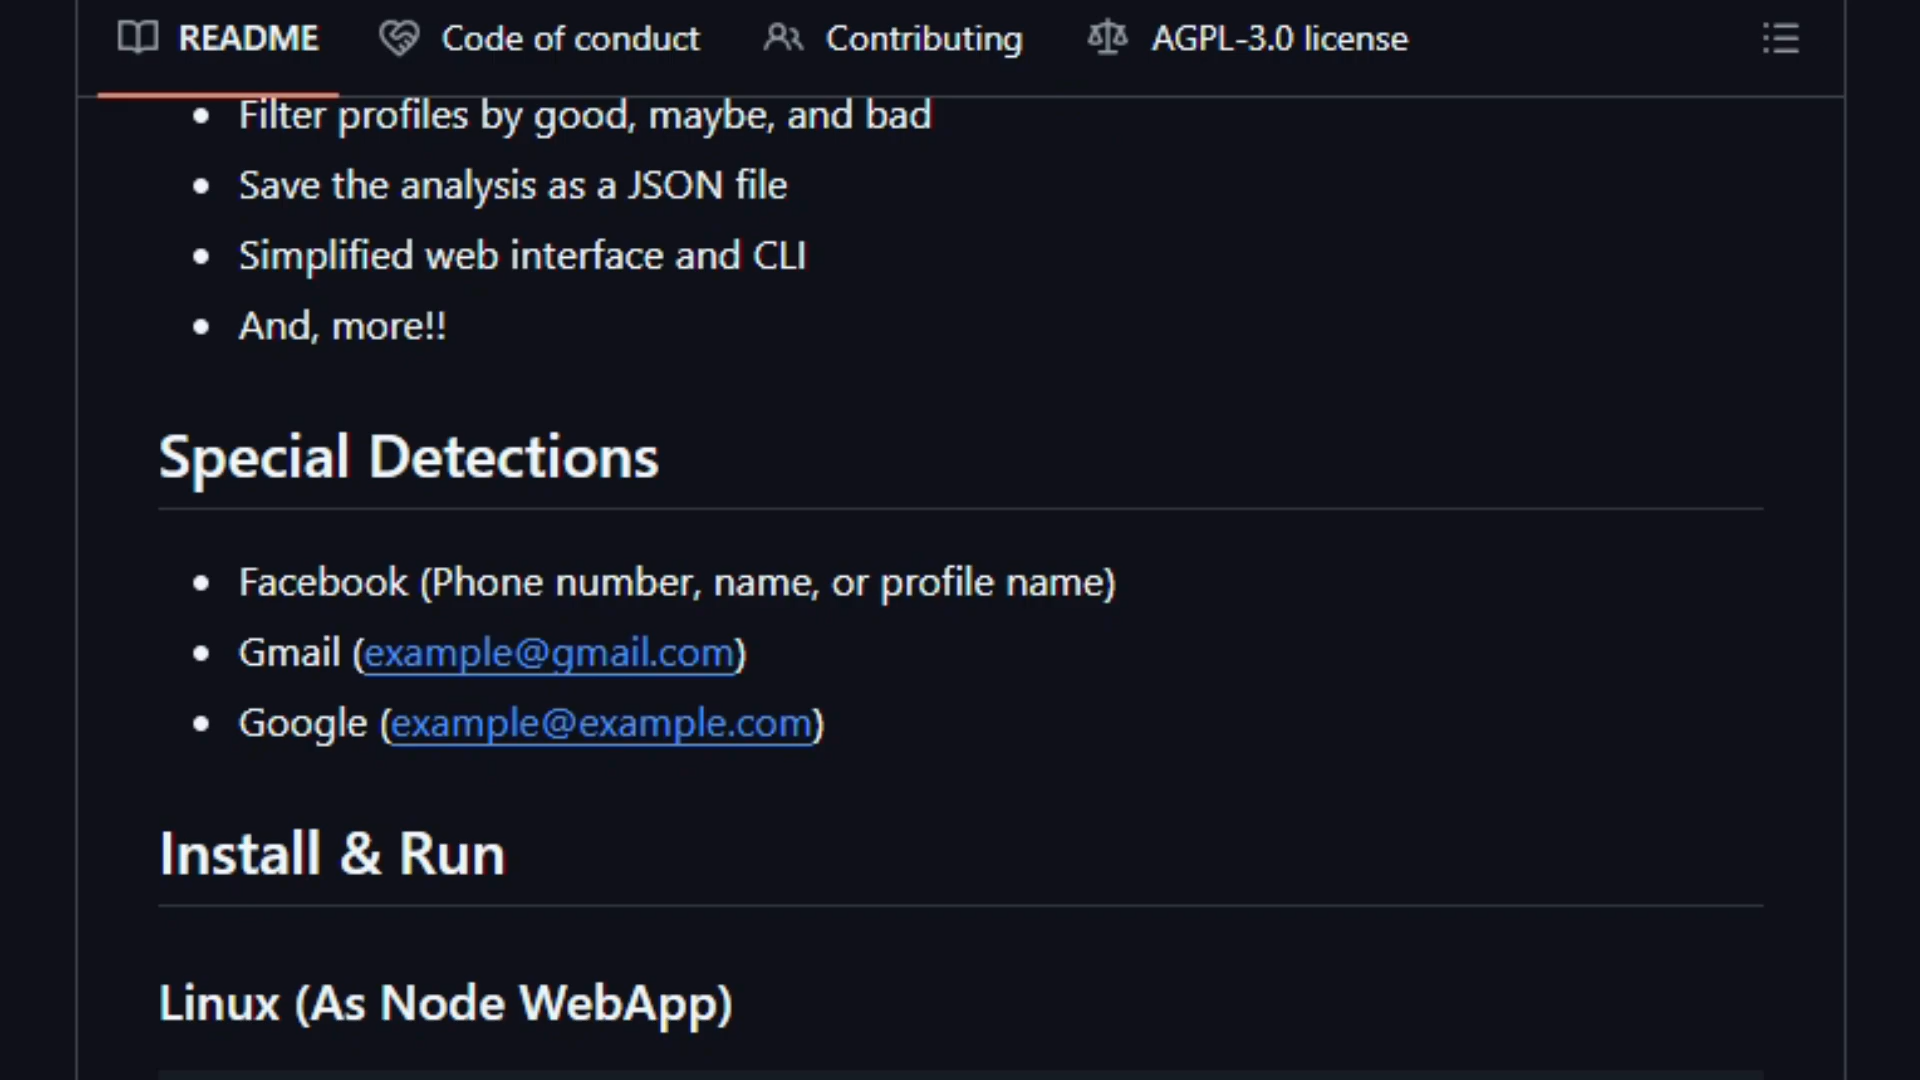 README Code of conduct Contributing AGPL-3.0 license
Filter profiles by good, maybe, and bad
Save the analysis as a JSON file
Simplified web interface and CLI
And, more!!
Special Detections
Facebook (Phone number, name, or profile name)
Gmail (example@gmail.com)
Google (example@example.com)
Install & Run
Linux (As Node WebApp)